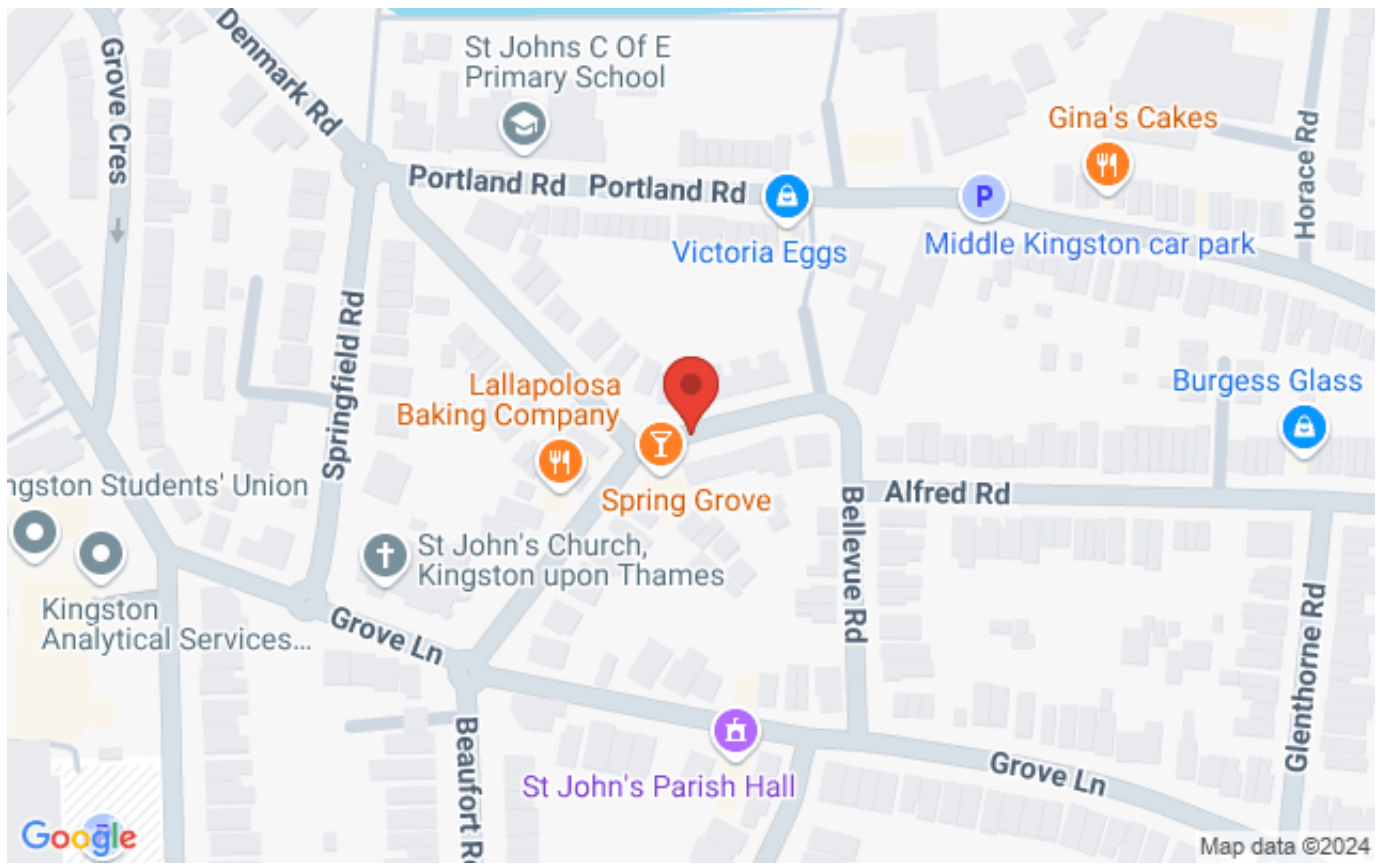 Grove Cres
Denmark Rd
St Johns C Of E
Primary School
Gina's Cakes
Horace Rd
Portland Rd
Portland Rd
P
Victoria Eggs
Middle Kingston car park
Springfield Rd
Lallapolosa
Baking Company
Burgess Glass
ngston Students' Union
Spring Grove
Bellevue Rd
Alfred Rd
St John's Church,
Kingston upon Thames
Kingston
Analytical Services...
Grove Ln
Glenthorne Rd
Beaufort Rd
St John's Parish Hall
Grove Ln
Google
Map data ©2024